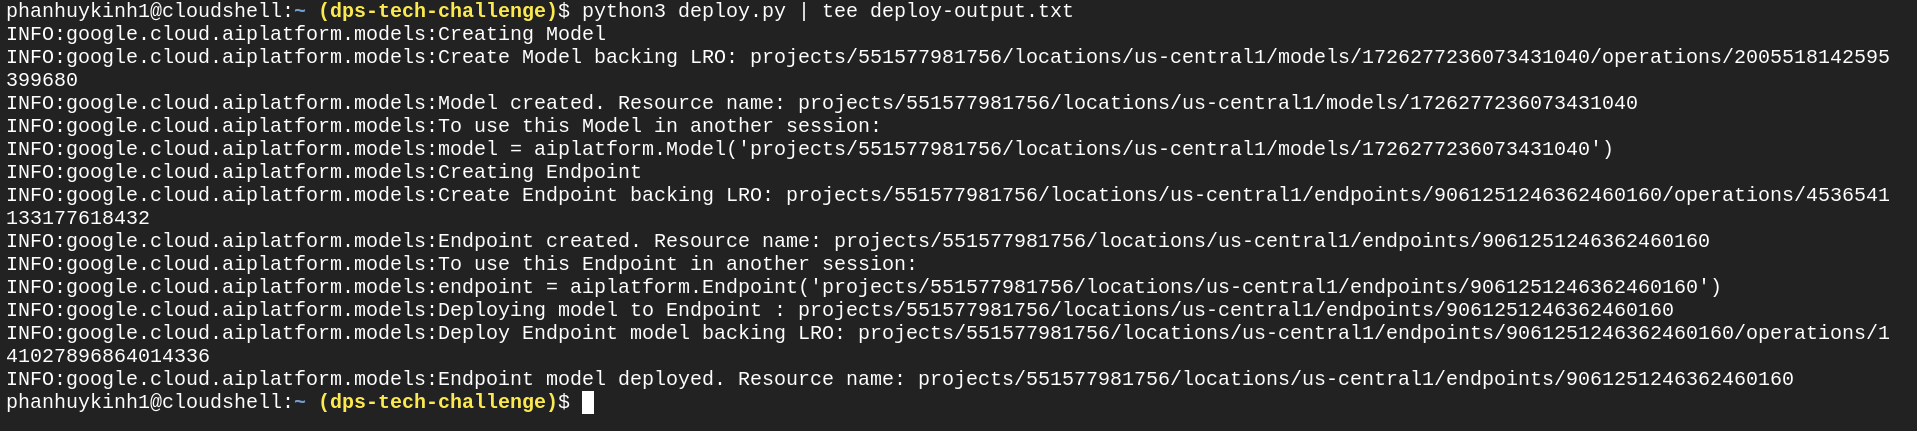 phanhuykinh1@cloudshell:~ (dps-tech-challenge)$ python3 deploy.py | tee deploy-output.txt
INFO:google.cloud.aiplatform.models:Creating Model
INFO:google.cloud.aiplatform.models:Create Model backing LRO: projects/551577981756/locations/us-central1/models/1726277236073431040/operations/2005518142595
399680
INFO:google.cloud.aiplatform.models:Model created. Resource name: projects/551577981756/locations/us-central1/models/1726277236073431040
INFO:google.cloud.aiplatform.models:To use this Model in another session:
INFO:google.cloud.aiplatform.models:model = aiplatform.Model('projects/551577981756/locations/us-central1/models/1726277236073431040')
INFO:google.cloud.aiplatform.models:Creating Endpoint
INFO:google.cloud.aiplatform.models:Create Endpoint backing LRO: projects/551577981756/locations/us-central1/endpoints/9061251246362460160/operations/4536541
133177618432
INFO:google.cloud.aiplatform.models:Endpoint created. Resource name: projects/551577981756/locations/us-central1/endpoints/9061251246362460160
INFO:google.cloud.aiplatform.models:To use this Endpoint in another session:
INFO:google.cloud.aiplatform.models:endpoint = aiplatform.Endpoint('projects/551577981756/locations/us-central1/endpoints/9061251246362460160')
INFO:google.cloud.aiplatform.models:Deploying model to Endpoint : projects/551577981756/locations/us-central1/endpoints/9061251246362460160
INFO:google.cloud.aiplatform.models:Deploy Endpoint model backing LRO: projects/551577981756/locations/us-central1/endpoints/9061251246362460160/operations/1
41027896864014336
INFO:google.cloud.aiplatform.models:Endpoint model deployed. Resource name: projects/551577981756/locations/us-central1/endpoints/9061251246362460160
phanhuykinh1@cloudshell:~ (dps-tech-challenge)$